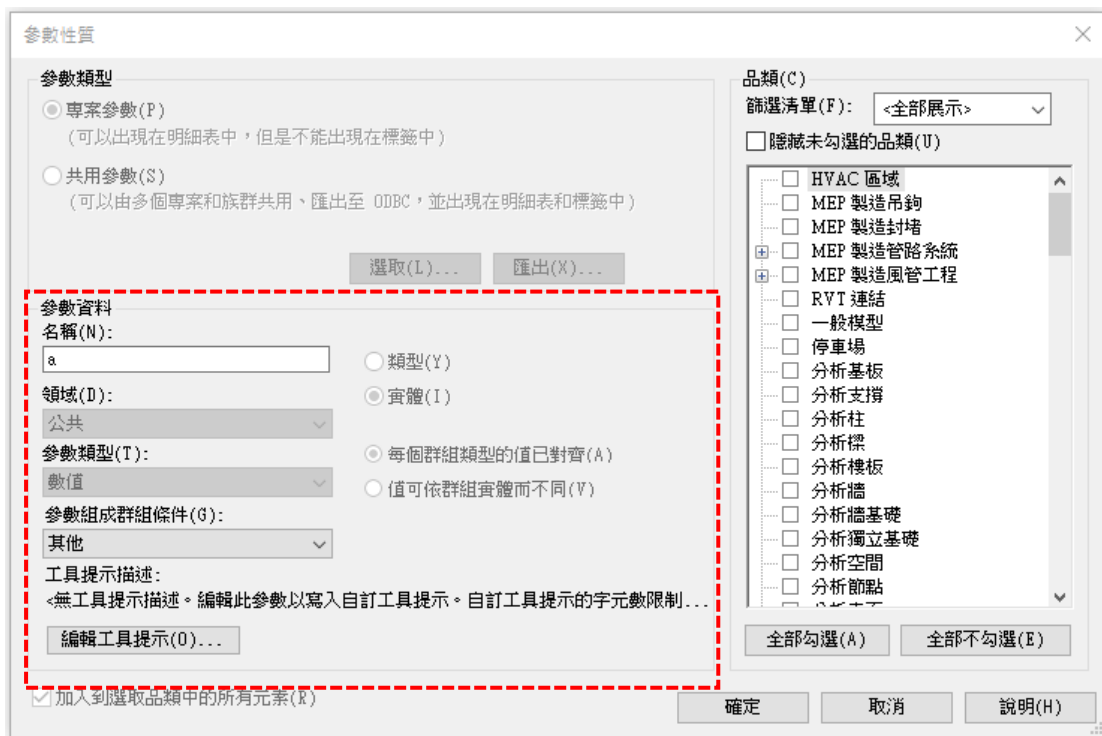 參數性質
參數類型
專案參數(P)
(可以出現在明細表中，但是不能出現在標籤中)
共用參數(S)
(可以由多個專案和族群共用、匯出至 ODBC，並出現在明細表和標籤中)
選取(L)...
匯出(X)...
參數資料
名稱(N):
a
類型(Y)
領域(D):
實體(I)
公共
參數類型(T):
每個群組類型的值已對齊(A)
數值
值可依群組實體而不同(V)
參數組成群組條件(G):
其他
工具提示描述:
<無工具提示描述。編輯此參數以寫入自訂工具提示。自訂工具提示的字元數限制...
編輯工具提示(O)...
加入到選取品類中的所有元素(R)
品類(C)
篩選清單(F):
<全部展示>
隱藏未勾選的品類(U)
HVAC 區域
MEP 製造吊鉤
MEP 製造封堵
MEP 製造管路系統
MEP 製造風管工程
RVT 連結
一般模型
停車場
分析基板
分析支撐
分析柱
分析樑
分析樓板
分析牆
分析牆基礎
分析獨立基礎
分析空間
分析節點
全部勾選(A)
全部不勾選(E)
確定
取消
說明(H)